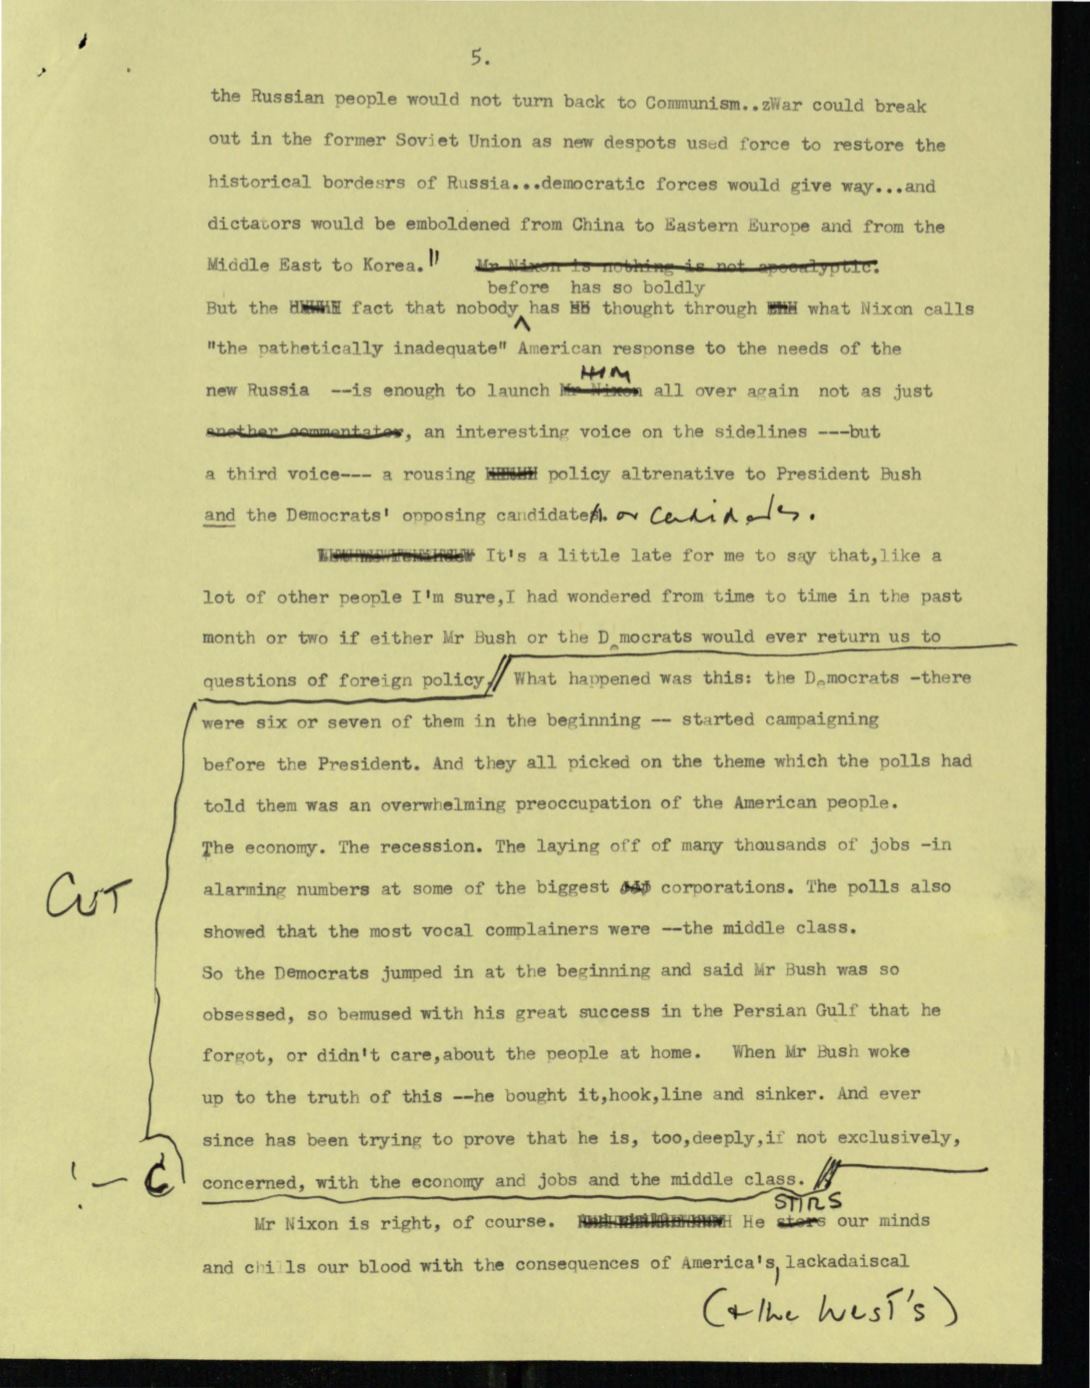 5.
the Russian people would not turn back to Communism..zWar could break
out in the former Soviet Union as new despots used force to restore the
historical bordesrs of Russia...democratic forces would give way...and
dictators would be emboldened from China to Eastern Europe and from the
Middle East to Korea." Mr Nixon is nothing is not apocalyptic.
before has so boldly
But the fact that nobody has thought through what Nixon calls
"the pathetically inadequate" American response to the needs of the
HIM
new Russia --is enough to launch Mr Nixon all over again not as just
another commentator, an interesting voice on the sidelines ---but
a third voice--- a rousing policy altrenative to President Bush
and the Democrats' opposing candidate. or candidates.
It's a little late for me to say that,like a
lot of other people I'm sure,I had wondered from time to time in the past
month or two if either Mr Bush or the Democrats would ever return us to
questions of foreign policy. // What happened was this: the Democrats -there
were six or seven of them in the beginning -- started campaigning
before the President. And they all picked on the theme which the polls had
told them was an overwhelming preoccupation of the American people.
The economy. The recession. The laying off of many thousands of jobs -in
CUT
alarming numbers at some of the biggest corporations. The polls also
showed that the most vocal complainers were --the middle class.
So the Democrats jumped in at the beginning and said Mr Bush was so
obsessed, so bemused with his great success in the Persian Gulf that he
forgot, or didn't care,about the people at home. When Mr Bush woke
up to the truth of this --he bought it,hook,line and sinker. And ever
since has been trying to prove that he is, too,deeply,if not exclusively,
concerned, with the economy and jobs and the middle class. //
STIRS
Mr Nixon is right, of course. He sters our minds
and chills our blood with the consequences of America's, lackadaiscal
(+ the West's)